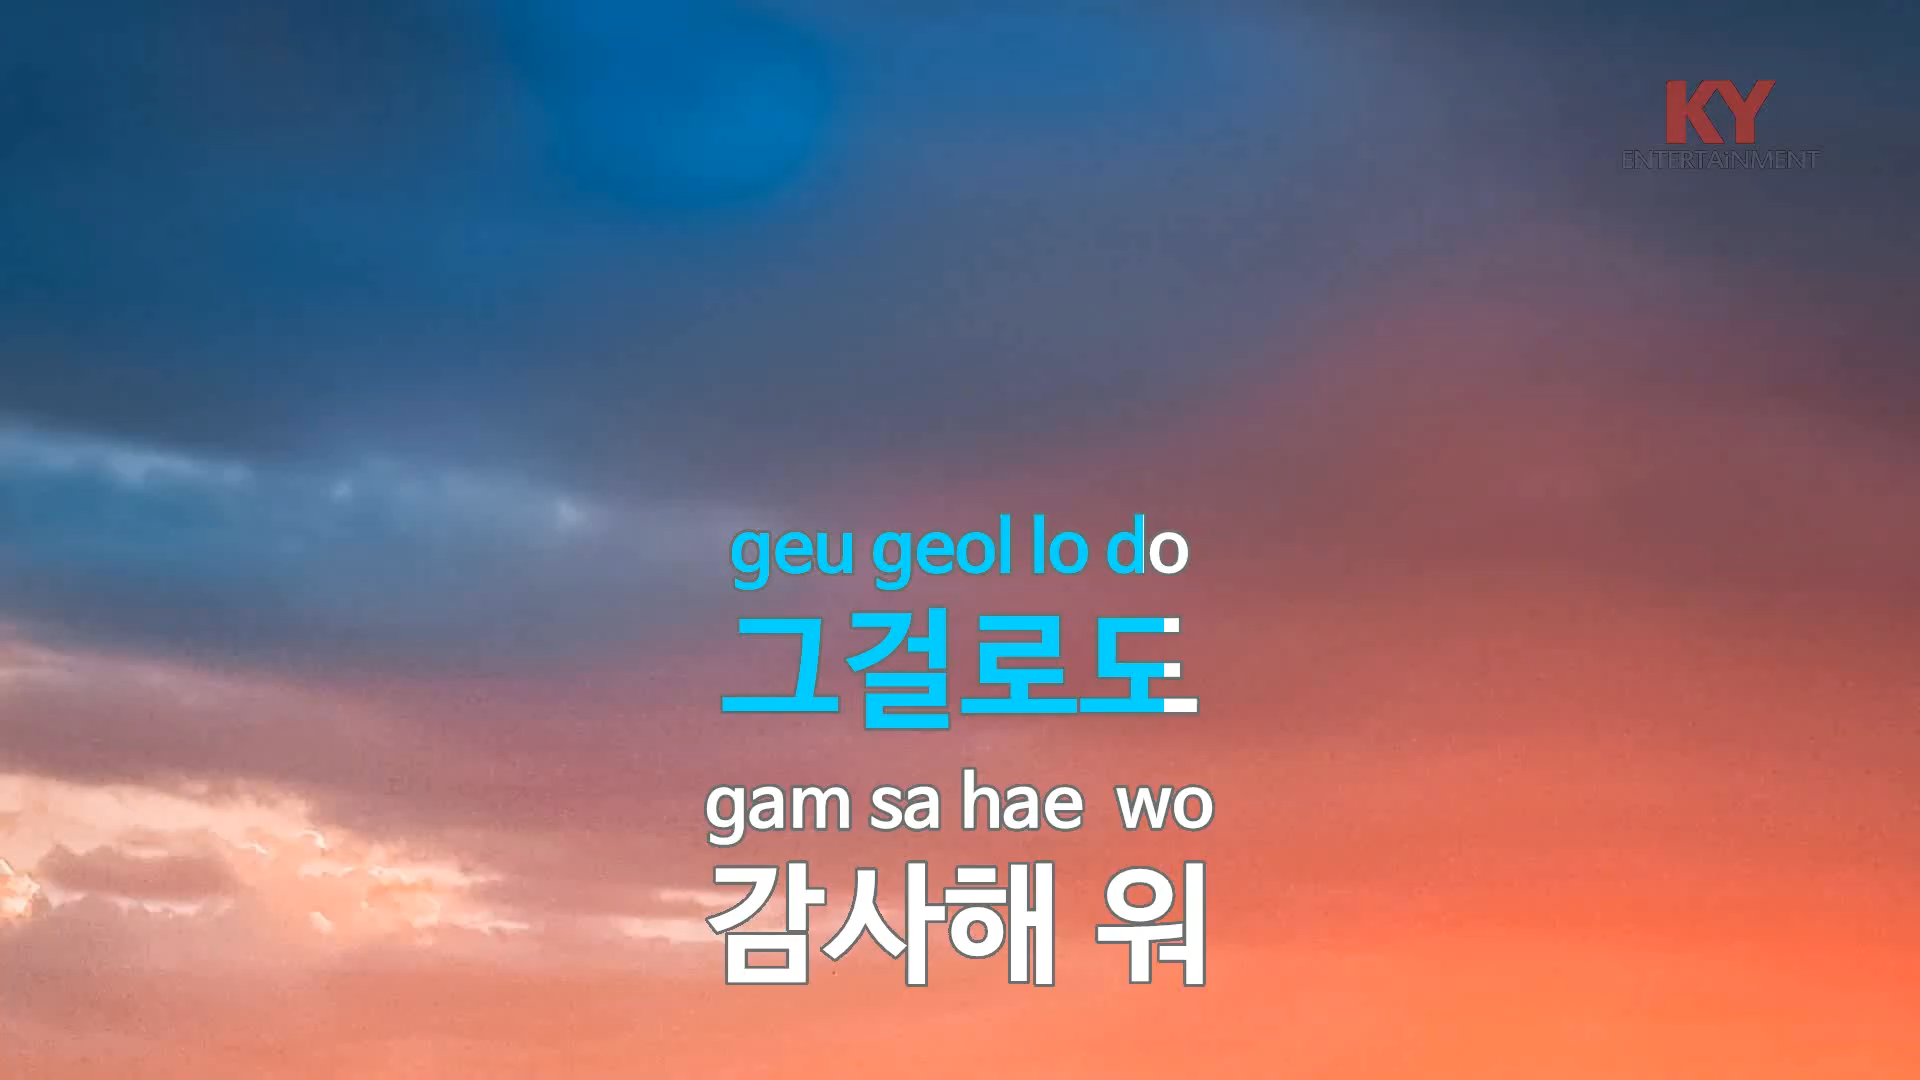 KY
ENTERTAiNMENT
geu geol lo do
그걸로도
gam sa hae wo
감사해 워